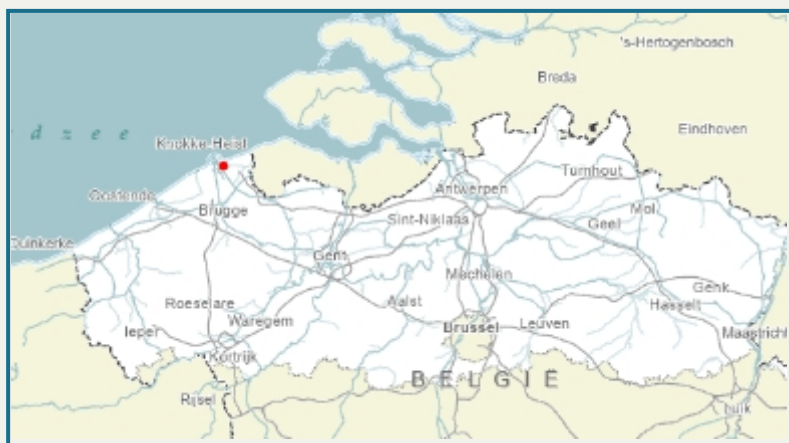 's-Hertogenbosch
Breda
Eindhoven
d z e e
Knokke-Heist
Turnhout
Antwerpen
Oostende
Mol
Brugge
Sint-Niklaas
Geel
Duinkerke
Gent
Mechelen
Genk
Roeselare
Aalst
Hasselt
Waregem
Brussel
Leuven
Ieper
Maastricht
Kortrijk
BELGIË
Rijsel
Luik